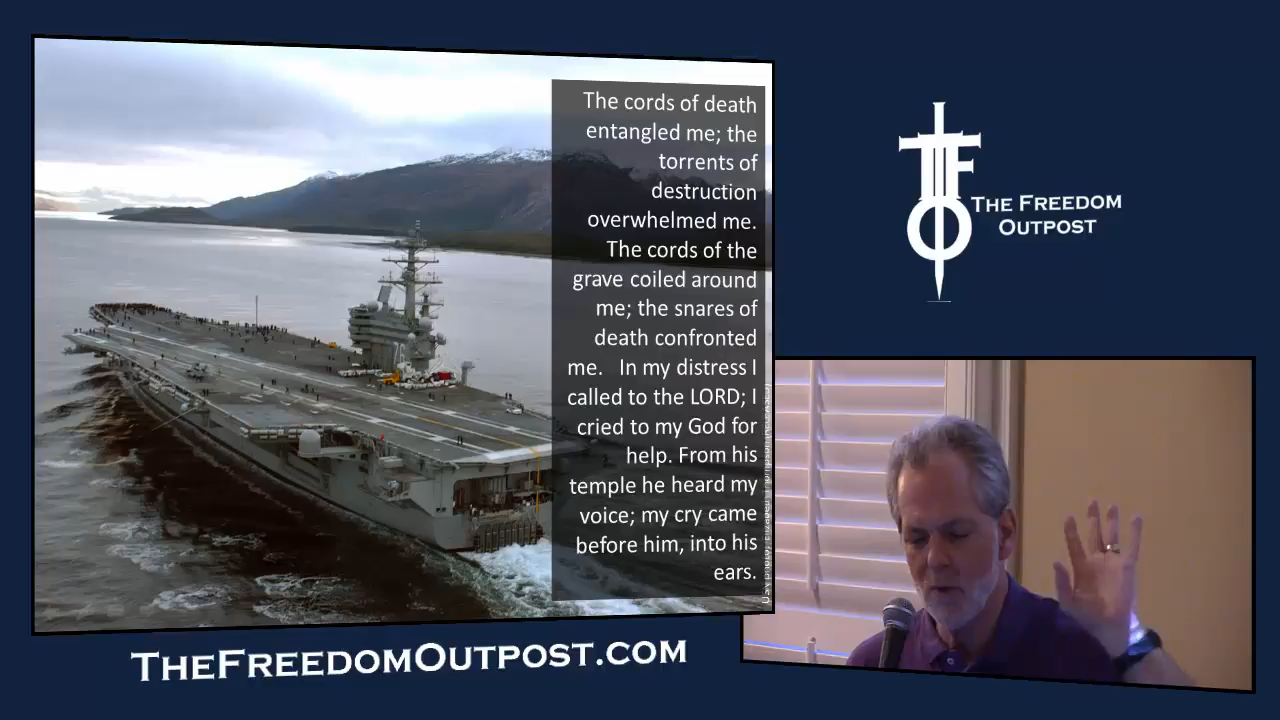 The cords of death
entangled me; the
torrents of
destruction
overwhelmed me.
The cords of the
grave coiled around
me; the snares of
death confronted
me.   In my distress I
called to the LORD; I
cried to my God for
help. From his
temple he heard my
voice; my cry came
before him, into his
ears.
TF
THE FREEDOM
OUTPOST
THEFREEDOMOUTPOST.COM